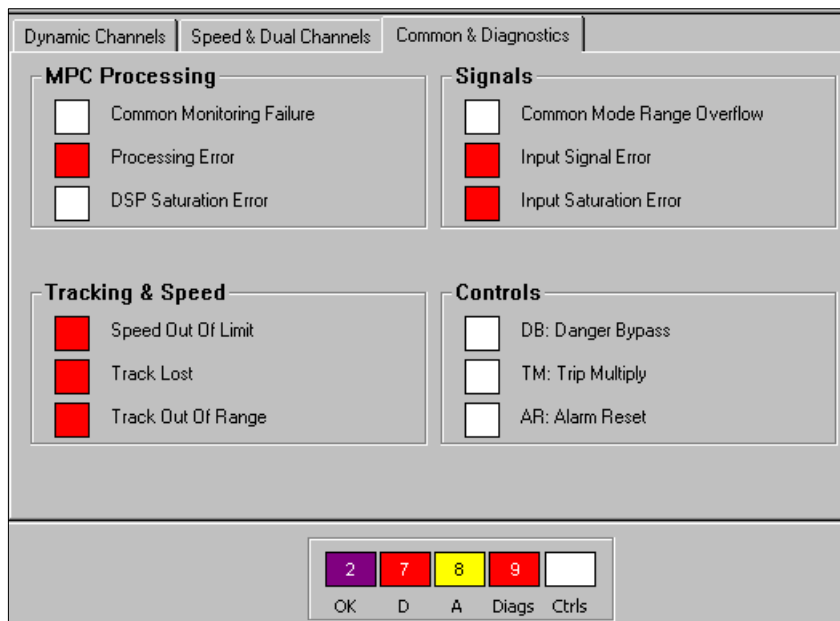 Dynamic Channels Speed & Dual Channels Common & Diagnostics
MPC Processing
Common Monitoring Failure
Processing Error
DSP Saturation Error
Signals
Common Mode Range Overflow
Input Signal Error
Input Saturation Error
Tracking & Speed
Speed Out Of Limit
Track Lost
Track Out Of Range
Controls
DB: Danger Bypass
TM: Trip Multiply
AR: Alarm Reset
2 7 8 9
OK D A Diags Ctrls